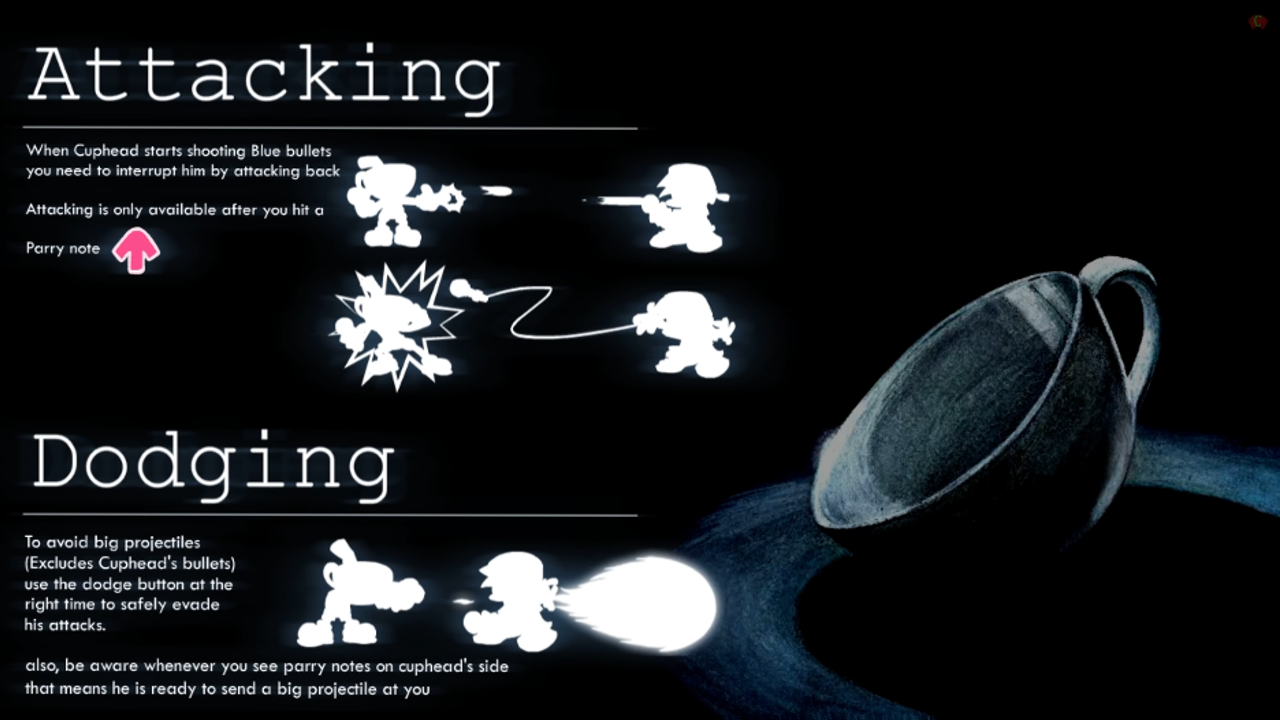 Attacking
When Cuphead starts shooting Blue bullets
you need to interrupt him by attacking back
Attacking is only available after you hit a
Parry note
Dodging
To avoid big projectiles
(Excludes Cuphead's bullets)
use the dodge button at the
right time to safely evade
his attacks.
also, be aware whenever you see parry notes on cuphead's side
that means he is ready to send a big projectile at you